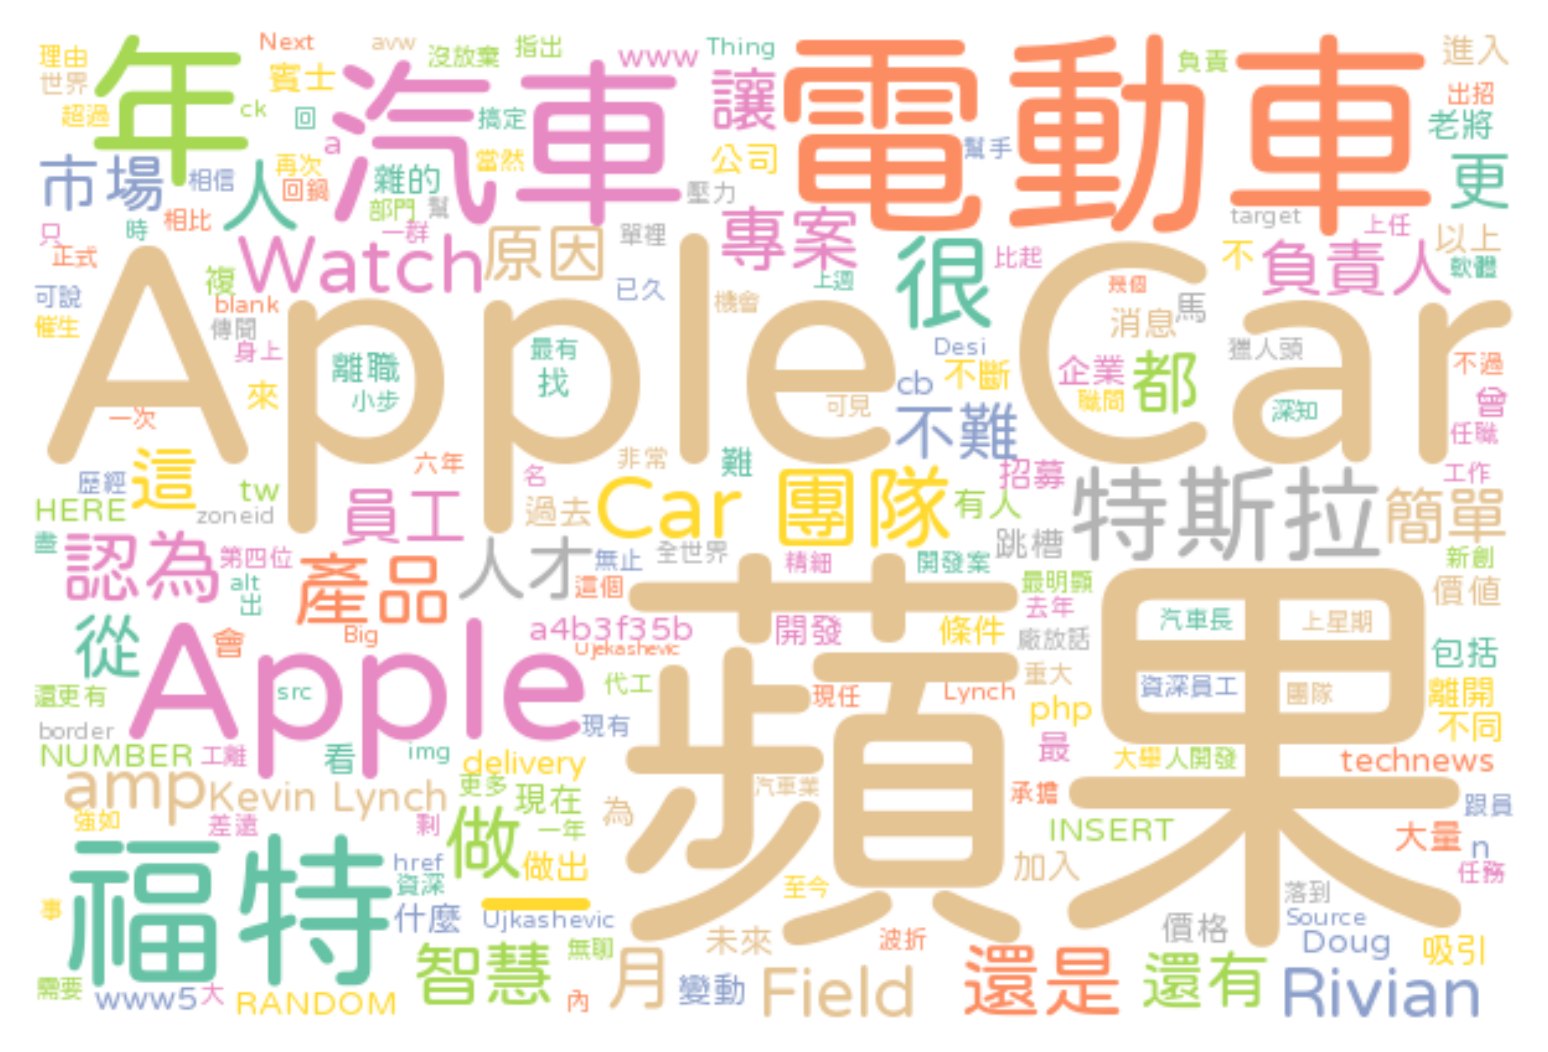 理由 Next avw 沒放棄 指出 www Thing 電動車 負責 進入
世界 年 賓士 汽車 讓 出招
超過 ck 回 搞定 老將
a 當然 公司 幫手
市場 相信 人 再次 回鍋 雜的 壓力 更
只 相比 時 部門 幫 專案 target 上任
正式 一群 Watch 原因 單裡 很 比起 不 負責人 以上
複 上週 軟體
可說 blank 已久 機會 幾個 馬
催生 傳聞 消息
身上 最有 Desi 獵人頭
Apple Car
離職 找 cb 不斷 企業 都 不過
來 小步 可見 職間 曾
一次 不難 深知 任職
歷經 這 六年 名 非常 難 招募 工作
HERE tw zoneid 員工 過去 Car 團隊 有人 特斯拉 簡單
盡 認為 第四位 人才 無止 全世界 精細 開發案 跳槽 新創
alt 出 產品 這個 最明顯 價值
去年
從 會 Big a4b3f35b 開發 條件 廠放話 汽車長 上星期 包括
Ujekashevic
還更有 Apple src 代工 現任 Lynch 重大 資深員工 團隊 離開
border 現有 php 不同
NUMBER 工離 看 img delivery 蘋果 最 大舉 人開發 technews
amp Kevin Lynch 更多 現在 汽車業 承擔 跟員
強如 差遠 剩 做 一年 為 INSERT 大量 n
福特 href 做出 至今 加入 任務
資深 落到
事 什麼 一 Ujkashevic 未來 波折 價格 Source Doug 吸引
需要 www5 大 RANDOM 智慧 無聊 內 月 變動 Field 還是 還有 Rivian